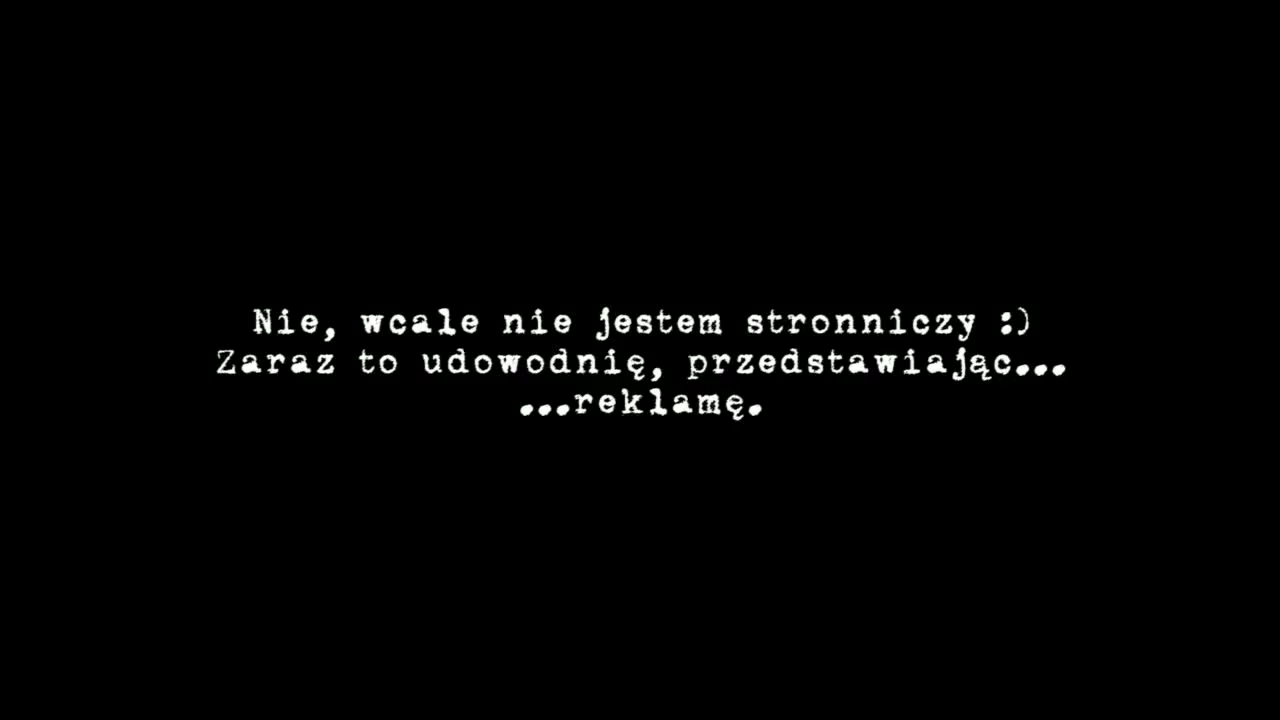 Nie, wcale nie jestem stronniczy :)
Zaraz to udowodnię, przedstawiając...
...reklamę.